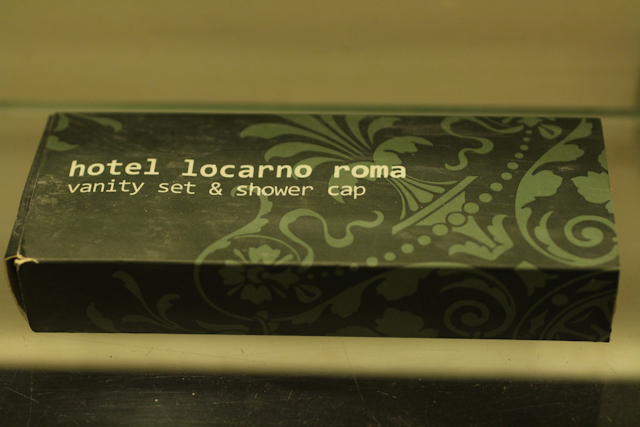 hotel locarno roma
vanity set & shower cap